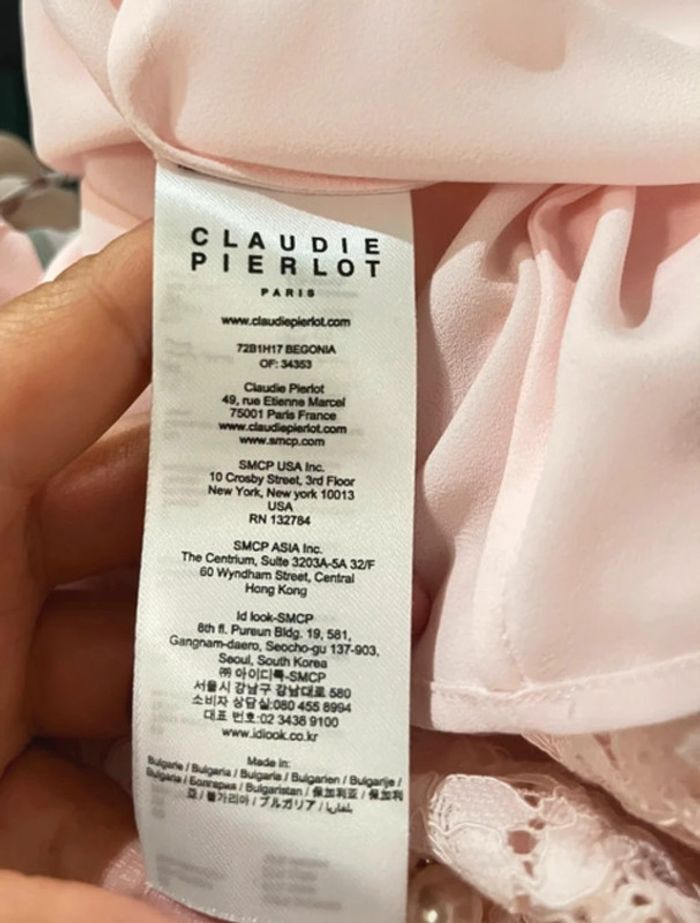 CLAUDIE
PIERLOT
PARIS
www.claudiepierlot.com
72B1H17 BEGONIA
OF: 34353
Claudie Pierlot
49, rue Etienne Marcel
75001 Paris France
www.claudiepierlot.com
www.smcp.com
SMCP USA Inc.
10 Crosby Street, 3rd Floor
New York, New york 10013
USA
RN 132784
SMCP ASIA Inc.
The Centrium, Suite 3203A-5A 32/F
60 Wyndham Street, Central
Hong Kong
Id look-SMCP
8th fl. Pureun Bldg. 19, 581,
Gangnam-daero, Seocho-gu 137-903,
Seoul, South Korea
㈜ 아이디룩-SMCP
서울시 강남구 강남대로 580
소비자 상담실:080 455 8994
대표 번호:02 3438 9100
www.idlook.co.kr
Made in:
Bulgarie / Bulgaria / Bulgarie / Bulgarien / Bulgarije /
Bulgária / Болгария / Bulgaristan / 保加利亚 / 保加利
亞 / 불가리아 / ブルガリア / بلغاريا